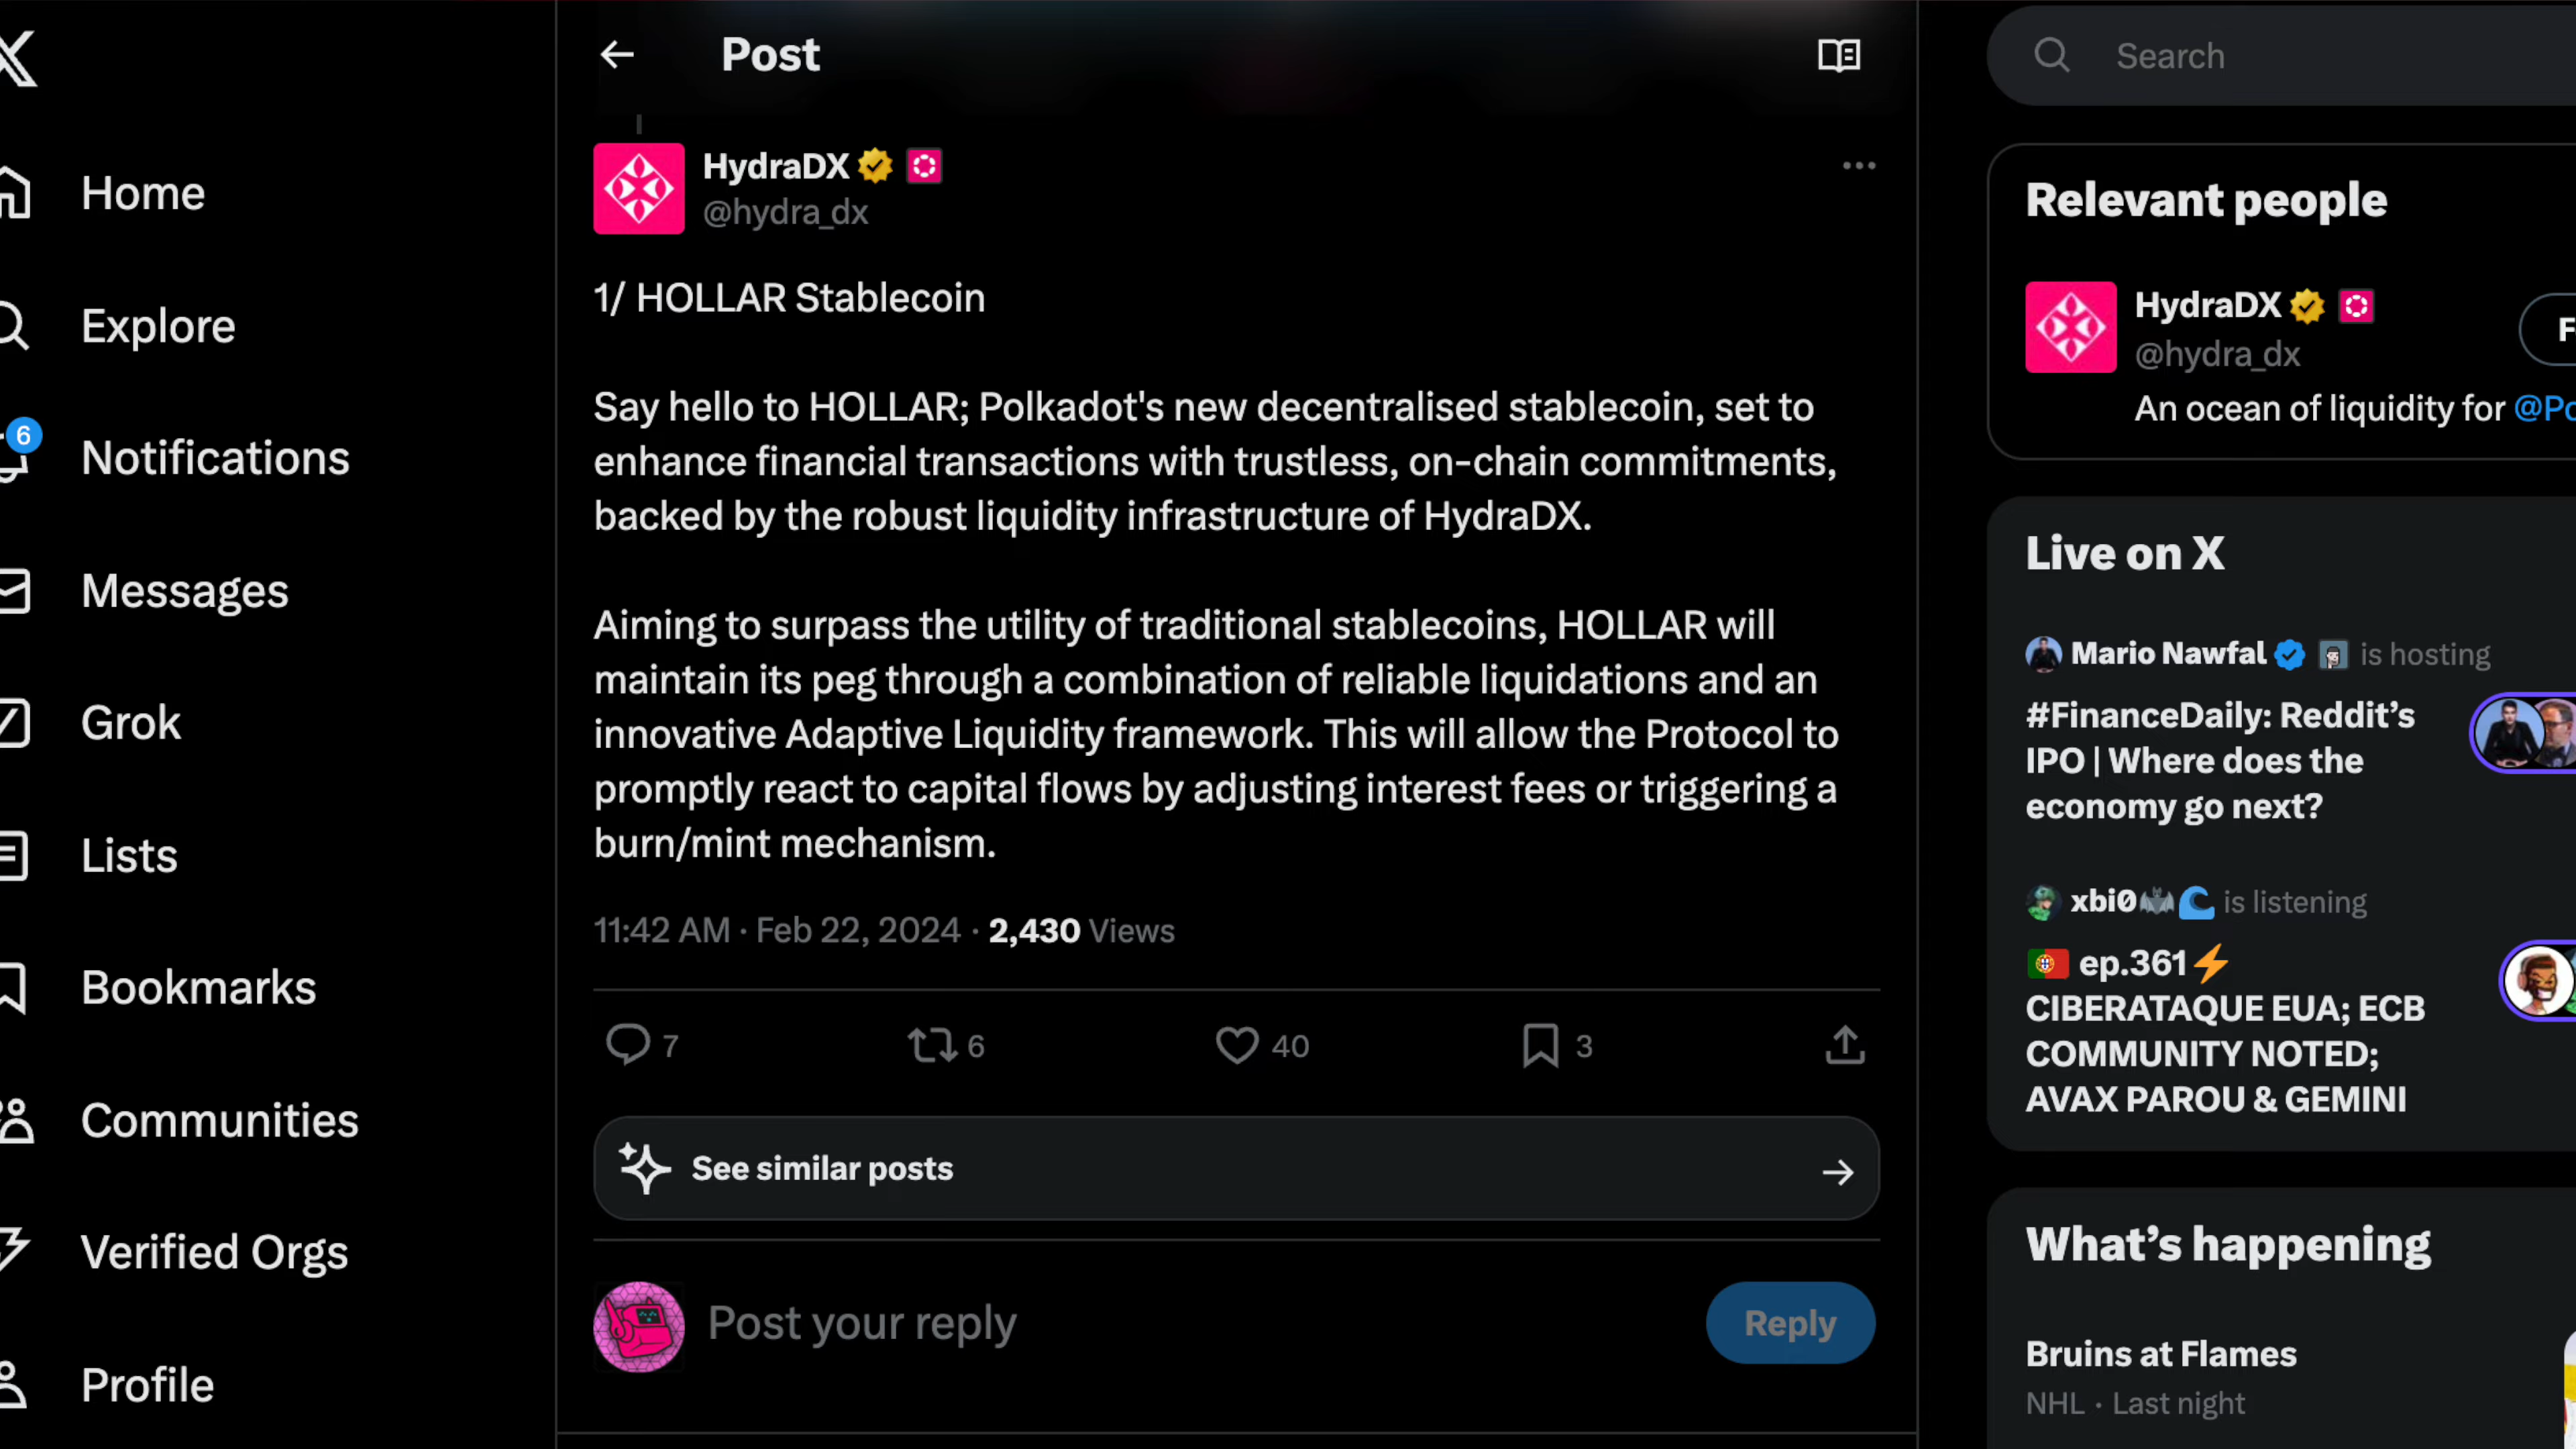 Post
Search
Home
Explore
6
Notifications
Messages
Grok
Lists
Bookmarks
Communities
Verified Orgs
Profile
HydraDX
@hydra_dx
1/ HOLLAR Stablecoin
Say hello to HOLLAR; Polkadot's new decentralised stablecoin, set to
enhance financial transactions with trustless, on-chain commitments,
backed by the robust liquidity infrastructure of HydraDX.
Aiming to surpass the utility of traditional stablecoins, HOLLAR will
maintain its peg through a combination of reliable liquidations and an
innovative Adaptive Liquidity framework. This will allow the Protocol to
promptly react to capital flows by adjusting interest fees or triggering a
burn/mint mechanism.
11:42 AM · Feb 22, 2024 · 2,430 Views
7 6 40 3
See similar posts
Post your reply
Reply
Relevant people
HydraDX
@hydra_dx
An ocean of liquidity for
Live on X
Mario Nawfal is hosting
#FinanceDaily: Reddit’s
IPO | Where does the
economy go next?
xbi0 is listening
ep.361
CIBERATAQUE EUA; ECB
COMMUNITY NOTED;
AVAX PAROU & GEMINI
What’s happening
Bruins at Flames
NHL · Last night